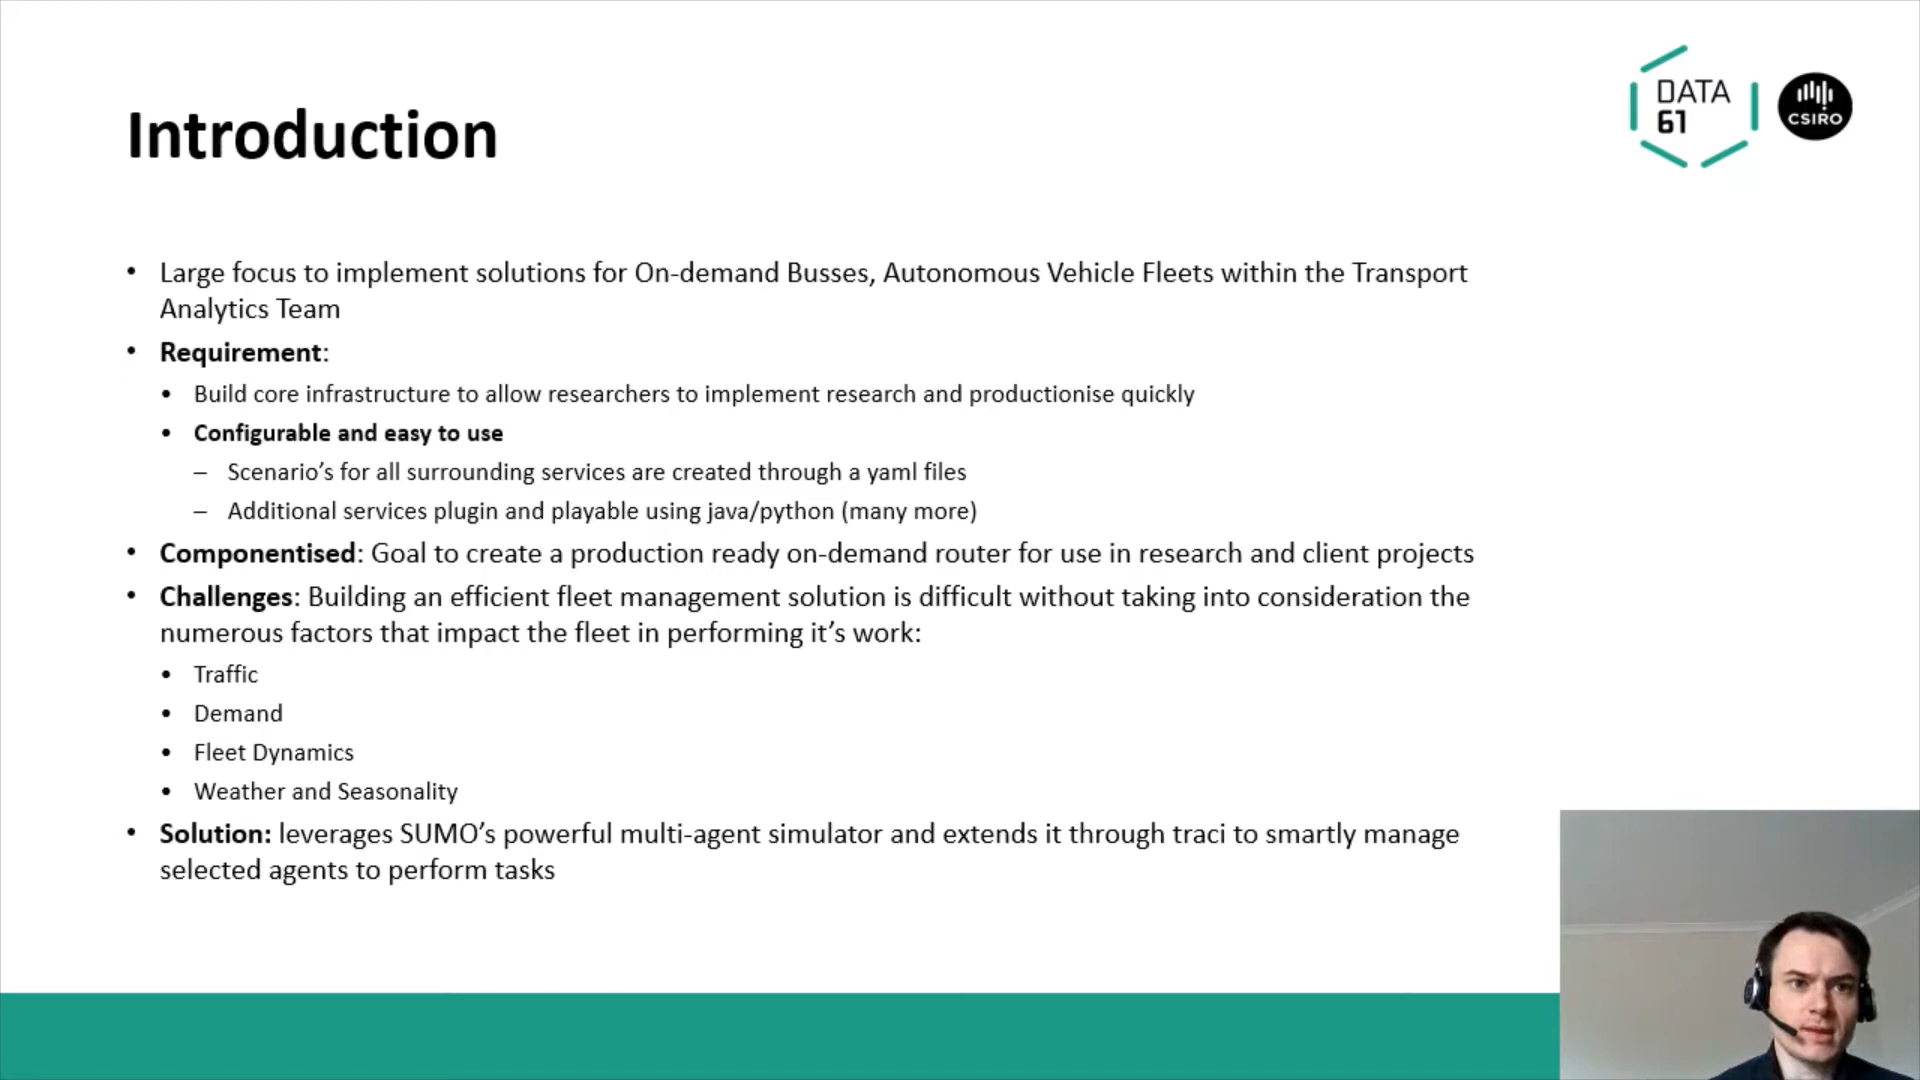 DATA
61
CSIRO
Introduction
• Large focus to implement solutions for On-demand Busses, Autonomous Vehicle Fleets within the Transport
Analytics Team
• Requirement:
• Build core infrastructure to allow researchers to implement research and productionise quickly
• Configurable and easy to use
– Scenario’s for all surrounding services are created through a yaml files
– Additional services plugin and playable using java/python (many more)
• Componentised: Goal to create a production ready on-demand router for use in research and client projects
• Challenges: Building an efficient fleet management solution is difficult without taking into consideration the
numerous factors that impact the fleet in performing it’s work:
• Traffic
• Demand
• Fleet Dynamics
• Weather and Seasonality
• Solution: leverages SUMO’s powerful multi-agent simulator and extends it through traci to smartly manage
selected agents to perform tasks